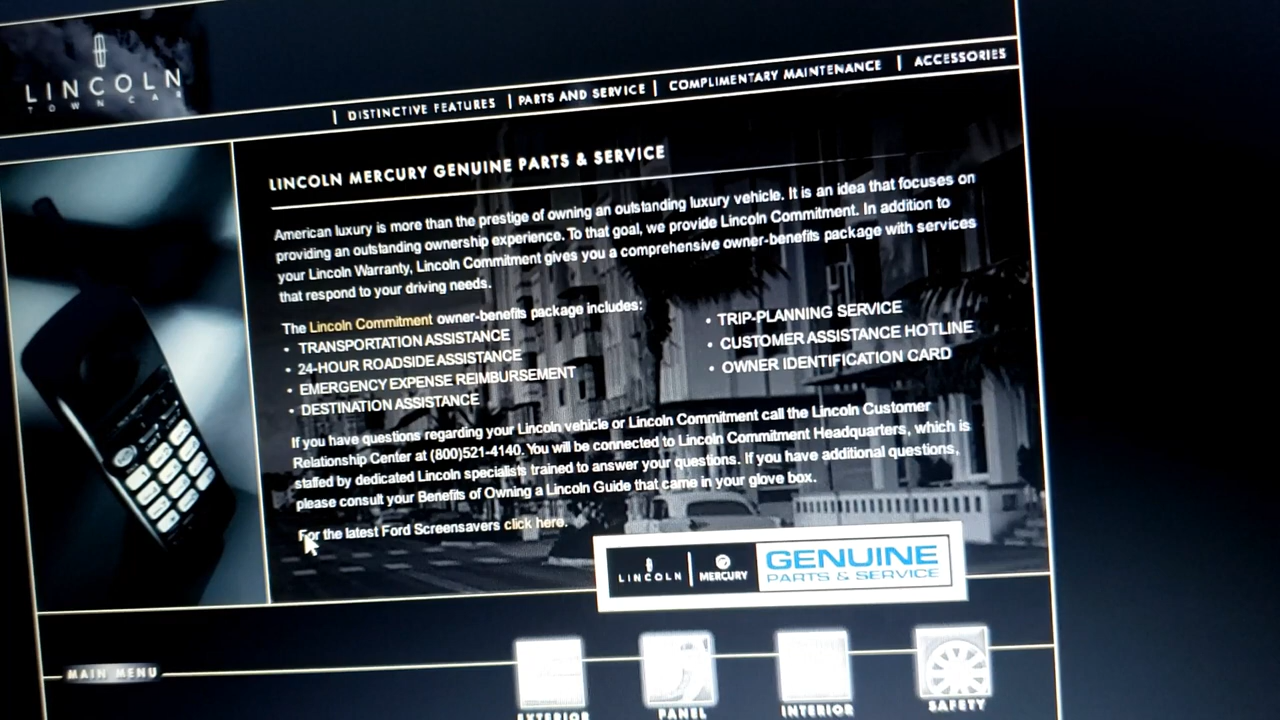 LINCOLN
TOWN CAR
| DISTINCTIVE FEATURES | PARTS AND SERVICE | COMPLIMENTARY MAINTENANCE | ACCESSORIES
LINCOLN MERCURY GENUINE PARTS & SERVICE
American luxury is more than the prestige of owning an outstanding luxury vehicle. It is an idea that focuses on
providing an outstanding ownership experience. To that goal, we provide Lincoln Commitment. In addition to
your Lincoln Warranty, Lincoln Commitment gives you a comprehensive owner-benefits package with services
that respond to your driving needs.
The Lincoln Commitment owner-benefits package includes:
• TRANSPORTATION ASSISTANCE
• 24-HOUR ROADSIDE ASSISTANCE
• EMERGENCY EXPENSE REIMBURSEMENT
• DESTINATION ASSISTANCE
• TRIP-PLANNING SERVICE
• CUSTOMER ASSISTANCE HOTLINE
• OWNER IDENTIFICATION CARD
If you have questions regarding your Lincoln vehicle or Lincoln Commitment call the Lincoln Customer
Relationship Center at (800)521-4140. You will be connected to Lincoln Commitment Headquarters, which is
staffed by dedicated Lincoln specialists trained to answer your questions. If you have additional questions,
please consult your Benefits of Owning a Lincoln Guide that came in your glove box.
For the latest Ford Screensavers click here.
LINCOLN | MERCURY
GENUINE
PARTS & SERVICE
MAIN MENU
EXTERIOR
PANEL
INTERIOR
SAFETY